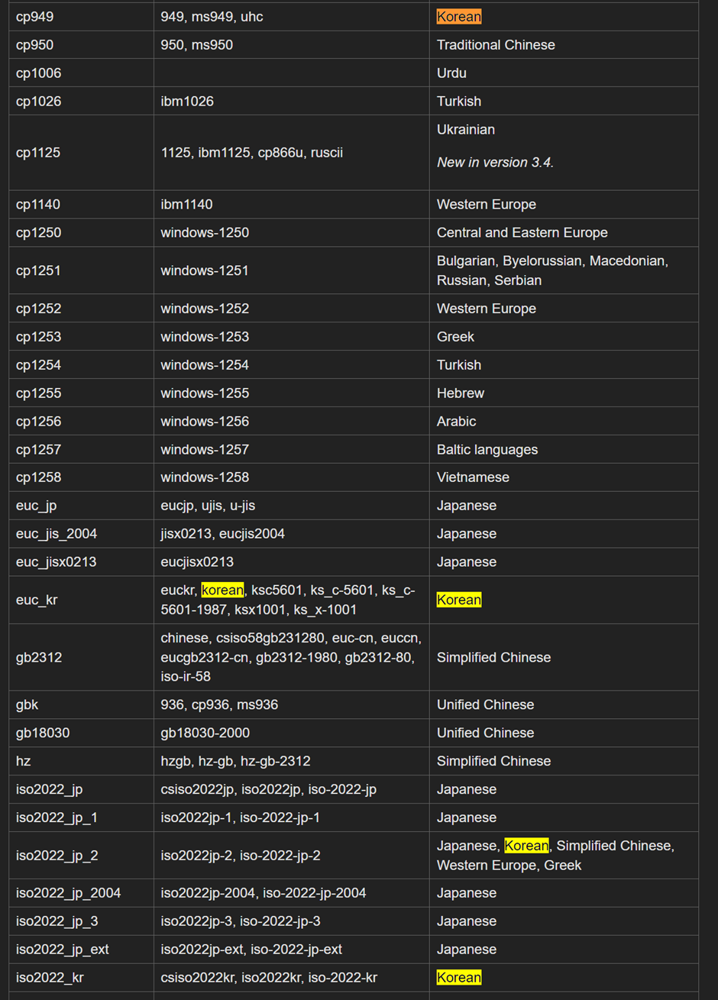 cp949 949, ms949, uhc Korean
cp950 950, ms950 Traditional Chinese
cp1006 Urdu
cp1026 ibm1026 Turkish
cp1125 1125, ibm1125, cp866u, ruscii Ukrainian
New in version 3.4.
cp1140 ibm1140 Western Europe
cp1250 windows-1250 Central and Eastern Europe
cp1251 windows-1251 Bulgarian, Byelorussian, Macedonian,
Russian, Serbian
cp1252 windows-1252 Western Europe
cp1253 windows-1253 Greek
cp1254 windows-1254 Turkish
cp1255 windows-1255 Hebrew
cp1256 windows-1256 Arabic
cp1257 windows-1257 Baltic languages
cp1258 windows-1258 Vietnamese
euc_jp eucjp, ujis, u-jis Japanese
euc_jis_2004 jisx0213, eucjis2004 Japanese
euc_jisx0213 eucjisx0213 Japanese
euc_kr euckr, korean, ksc5601, ks_c-5601, ks_c-
5601-1987, ksx1001, ks_x-1001 Korean
gb2312 chinese, csiso58gb231280, euc-cn, euccn,
eucgb2312-cn, gb2312-1980, gb2312-80,
iso-ir-58 Simplified Chinese
gbk 936, cp936, ms936 Unified Chinese
gb18030 gb18030-2000 Unified Chinese
hz hzgb, hz-gb, hz-gb-2312 Simplified Chinese
iso2022_jp csiso2022jp, iso2022jp, iso-2022-jp Japanese
iso2022_jp_1 iso2022jp-1, iso-2022-jp-1 Japanese
iso2022_jp_2 iso2022jp-2, iso-2022-jp-2 Japanese, Korean, Simplified Chinese,
Western Europe, Greek
iso2022_jp_2004 iso2022jp-2004, iso-2022-jp-2004 Japanese
iso2022_jp_3 iso2022jp-3, iso-2022-jp-3 Japanese
iso2022_jp_ext iso2022jp-ext, iso-2022-jp-ext Japanese
iso2022_kr csiso2022kr, iso2022kr, iso-2022-kr Korean